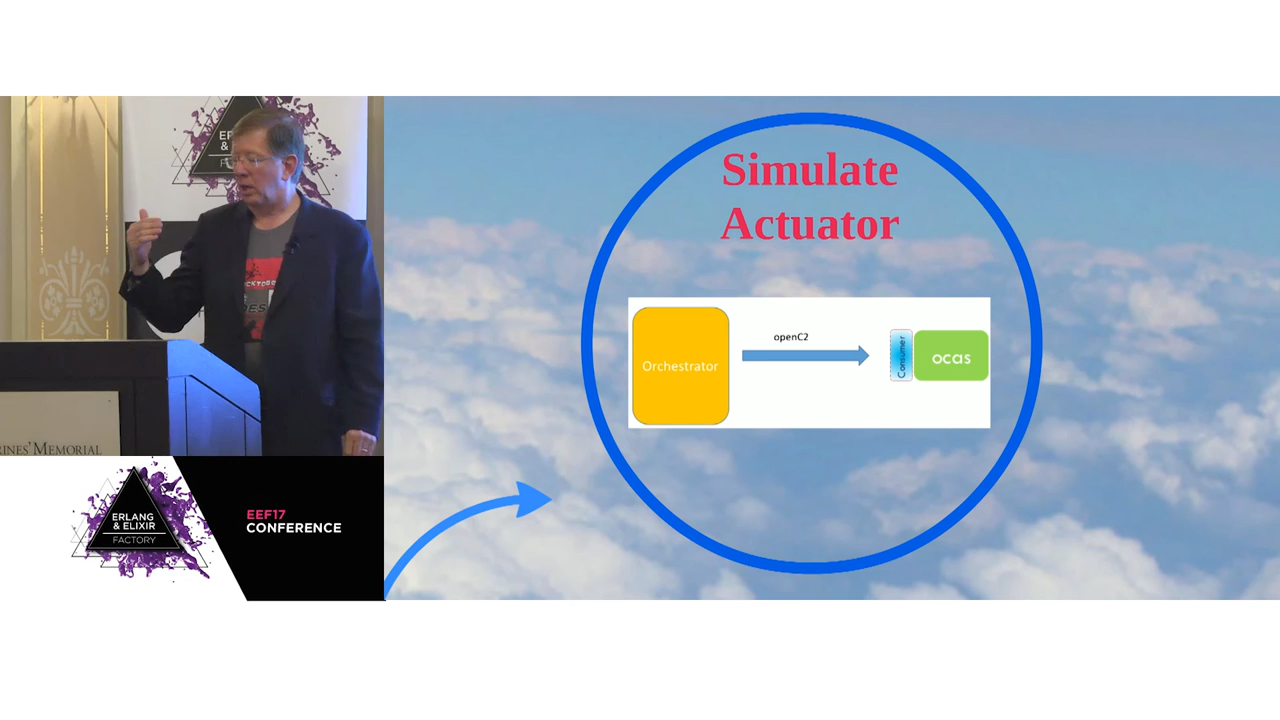 Simulate
Actuator
Orchestrator
openC2
Consumer
ocas
RINES' MEMORIAL
ERLANG
& ELIXIR
FACTORY
EEF17
CONFERENCE